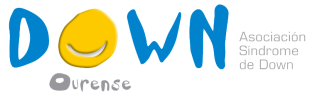 DOWN
Ourense
Asociación
Síndrome
de Down